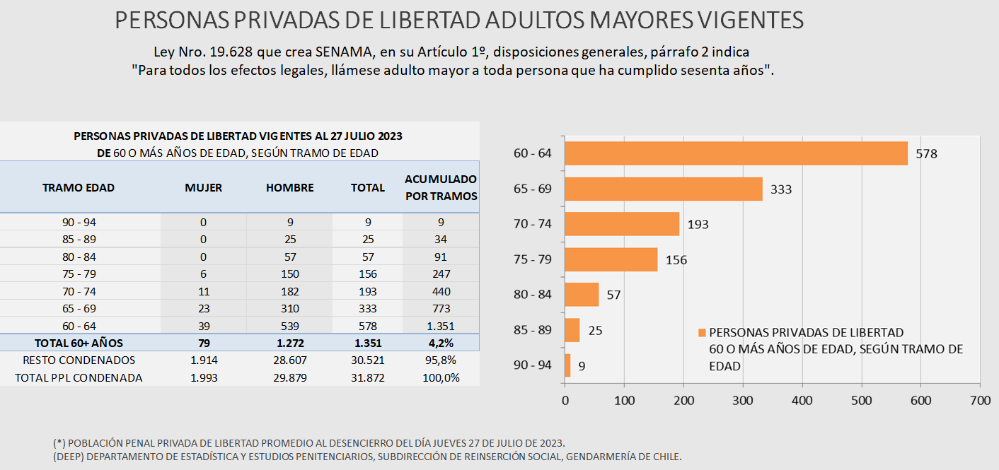 PERSONAS PRIVADAS DE LIBERTAD ADULTOS MAYORES VIGENTES
Ley Nro. 19.628 que crea SENAMA, en su Artículo 1º, disposiciones generales, párrafo 2 indica
"Para todos los efectos legales, llámese adulto mayor a toda persona que ha cumplido sesenta años".
PERSONAS PRIVADAS DE LIBERTAD VIGENTES AL 27 JULIO 2023
DE 60 O MÁS AÑOS DE EDAD, SEGÚN TRAMO DE EDAD
TRAMO EDAD MUJER HOMBRE TOTAL ACUMULADO POR TRAMOS
90 - 94 0 9 9 9
85 - 89 0 25 25 34
80 - 84 0 57 57 91
75 - 79 6 150 156 247
70 - 74 11 182 193 440
65 - 69 23 310 333 773
60 - 64 39 539 578 1.351
TOTAL 60+ AÑOS 79 1.272 1.351 4,2%
RESTO CONDENADOS 1.914 28.607 30.521 95,8%
TOTAL PPL CONDENADA 1.993 29.879 31.872 100,0%
60 - 64 578
65 - 69 333
70 - 74 193
75 - 79 156
80 - 84 57
85 - 89 25
90 - 94 9
PERSONAS PRIVADAS DE LIBERTAD
60 O MÁS AÑOS DE EDAD, SEGÚN TRAMO DE
EDAD
0 100 200 300 400 500 600 700
(*) POBLACIÓN PENAL PRIVADA DE LIBERTAD PROMEDIO AL DESENCIERRO DEL DÍA JUEVES 27 DE JULIO DE 2023.
(DEEP) DEPARTAMENTO DE ESTADÍSTICA Y ESTUDIOS PENITENCIARIOS, SUBDIRECCIÓN DE REINSERCIÓN SOCIAL, GENDARMERÍA DE CHILE.